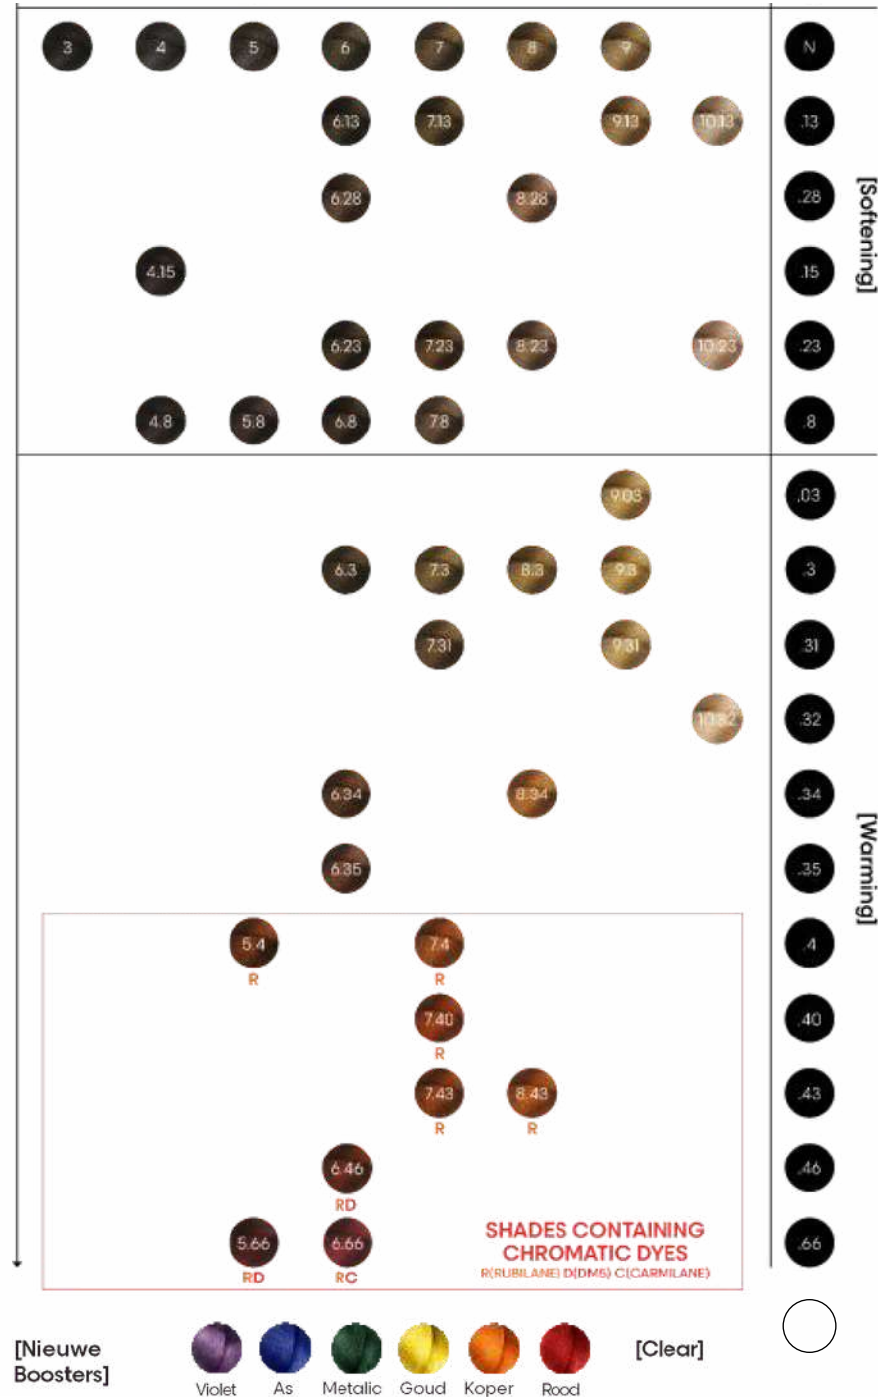 3 4 5 6 7 8 9 N
6.13 7.13 9.13 10.13 .13
6.28 8.28 .28
4.15 .15
6.23 7.23 8.23 10.23 .23
4.8 5.8 6.8 7.8 .8
[Softening]
9.03 .03
6.3 7.3 8.3 9.3 .3
7.31 9.31 .31
10.32 .32
6.34 8.34 .34
6.35 .35
5.4 7.4 .4
R R
7.40 .40
R
7.43 8.43 .43
R R
6.46 .46
RD
5.66 6.66 .66
RD RC
[Warming]
SHADES CONTAINING
CHROMATIC DYES
R(RUBILANE) D(DM5) C(CARMILANE)
[Nieuwe
Boosters]
Violet As Metalic Goud Koper Rood
[Clear]